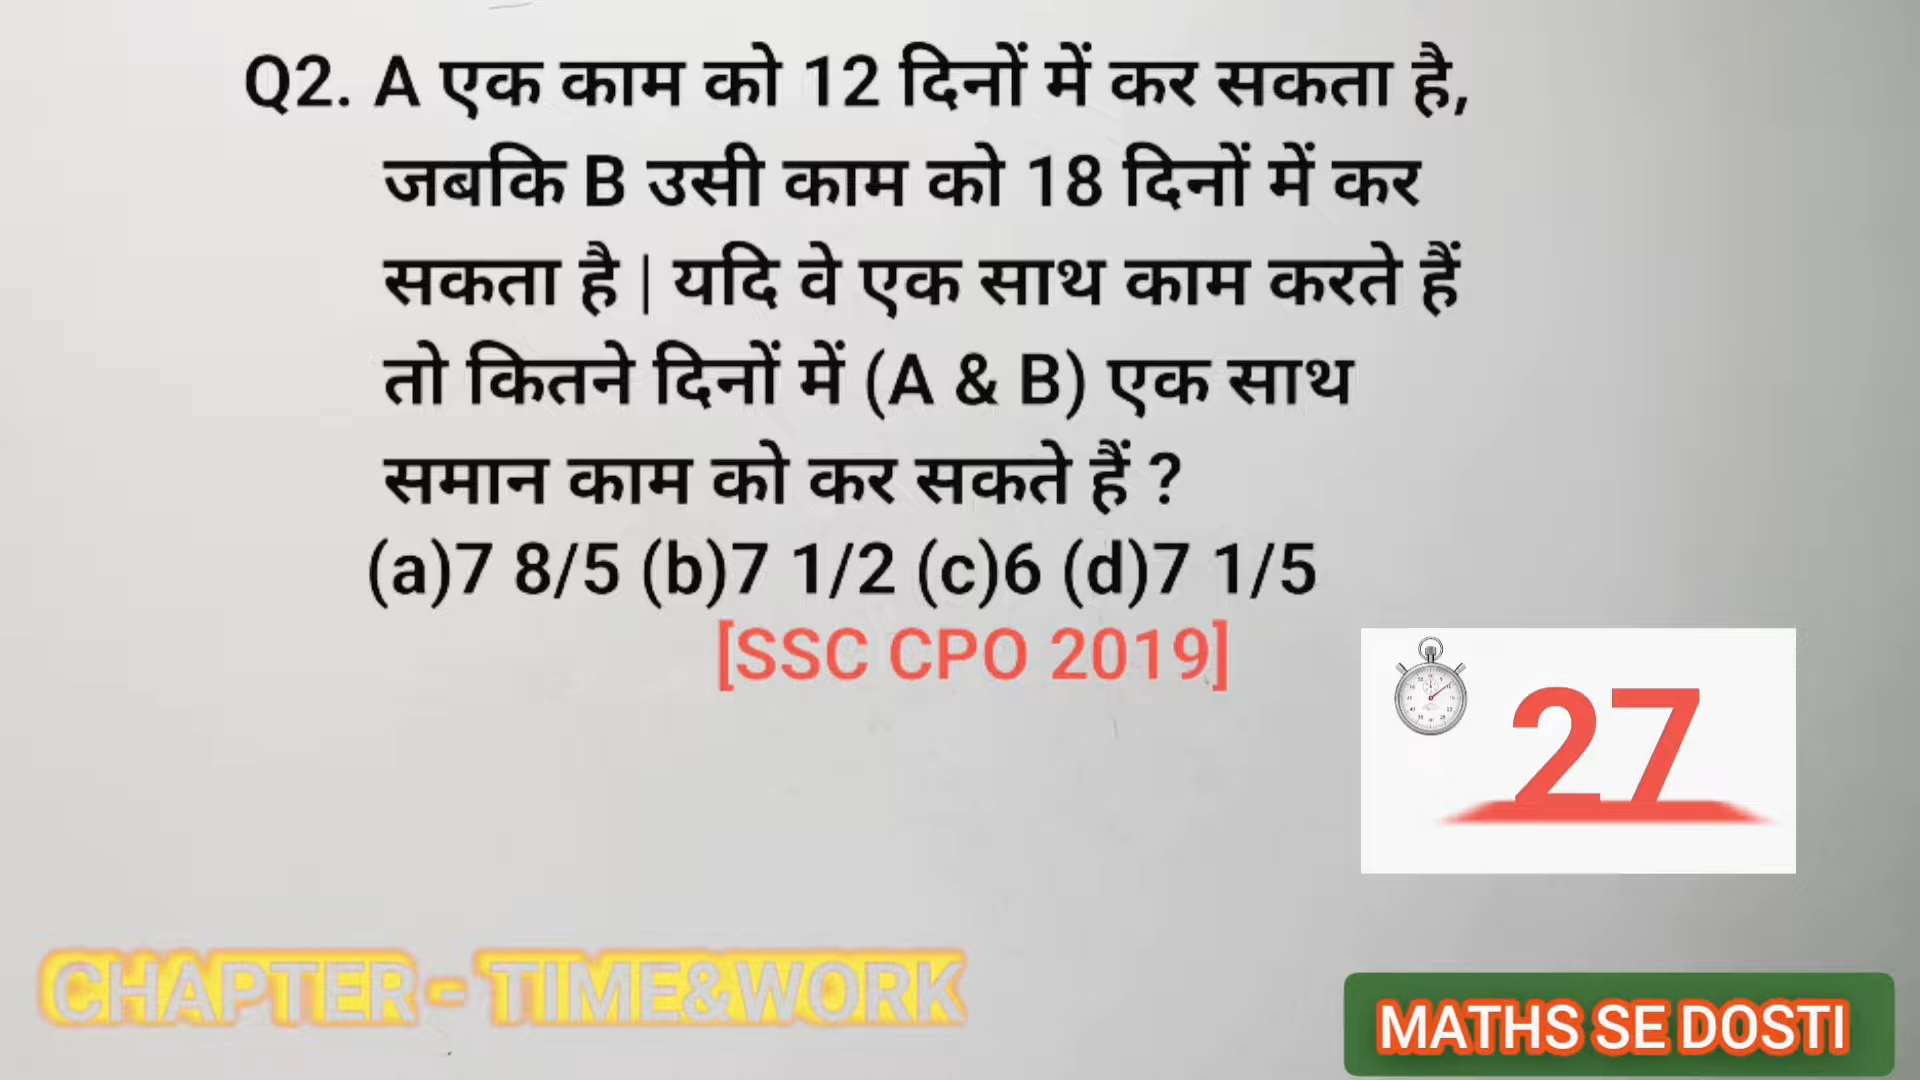 Q2. A एक काम को 12 दिनों में कर सकता है,
जबकि B उसी काम को 18 दिनों में कर
सकता है | यदि वे एक साथ काम करते हैं
तो कितने दिनों में (A & B) एक साथ
समान काम को कर सकते हैं ?
(a)7 8/5 (b)7 1/2 (c)6 (d)7 1/5
[SSC CPO 2019]
27
CHAPTER - TIME&WORK
MATHS SE DOSTI